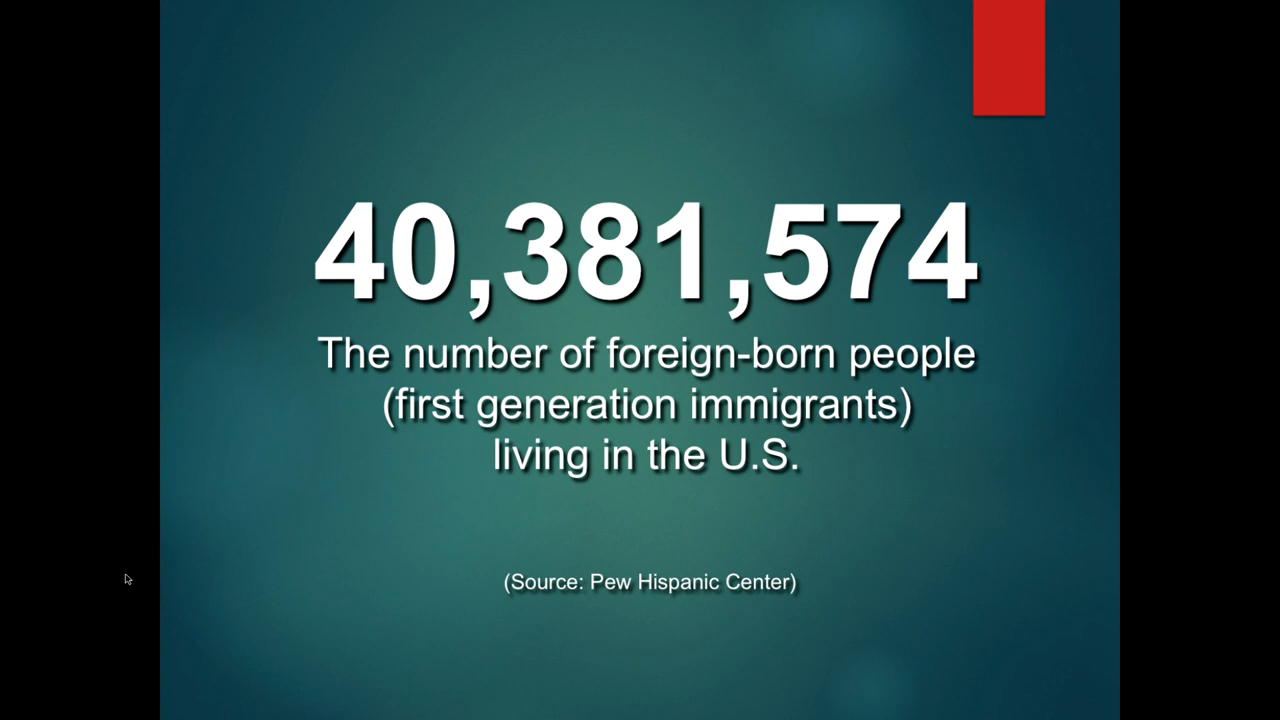 40,381,574
The number of foreign-born people
(first generation immigrants)
living in the U.S.
(Source: Pew Hispanic Center)